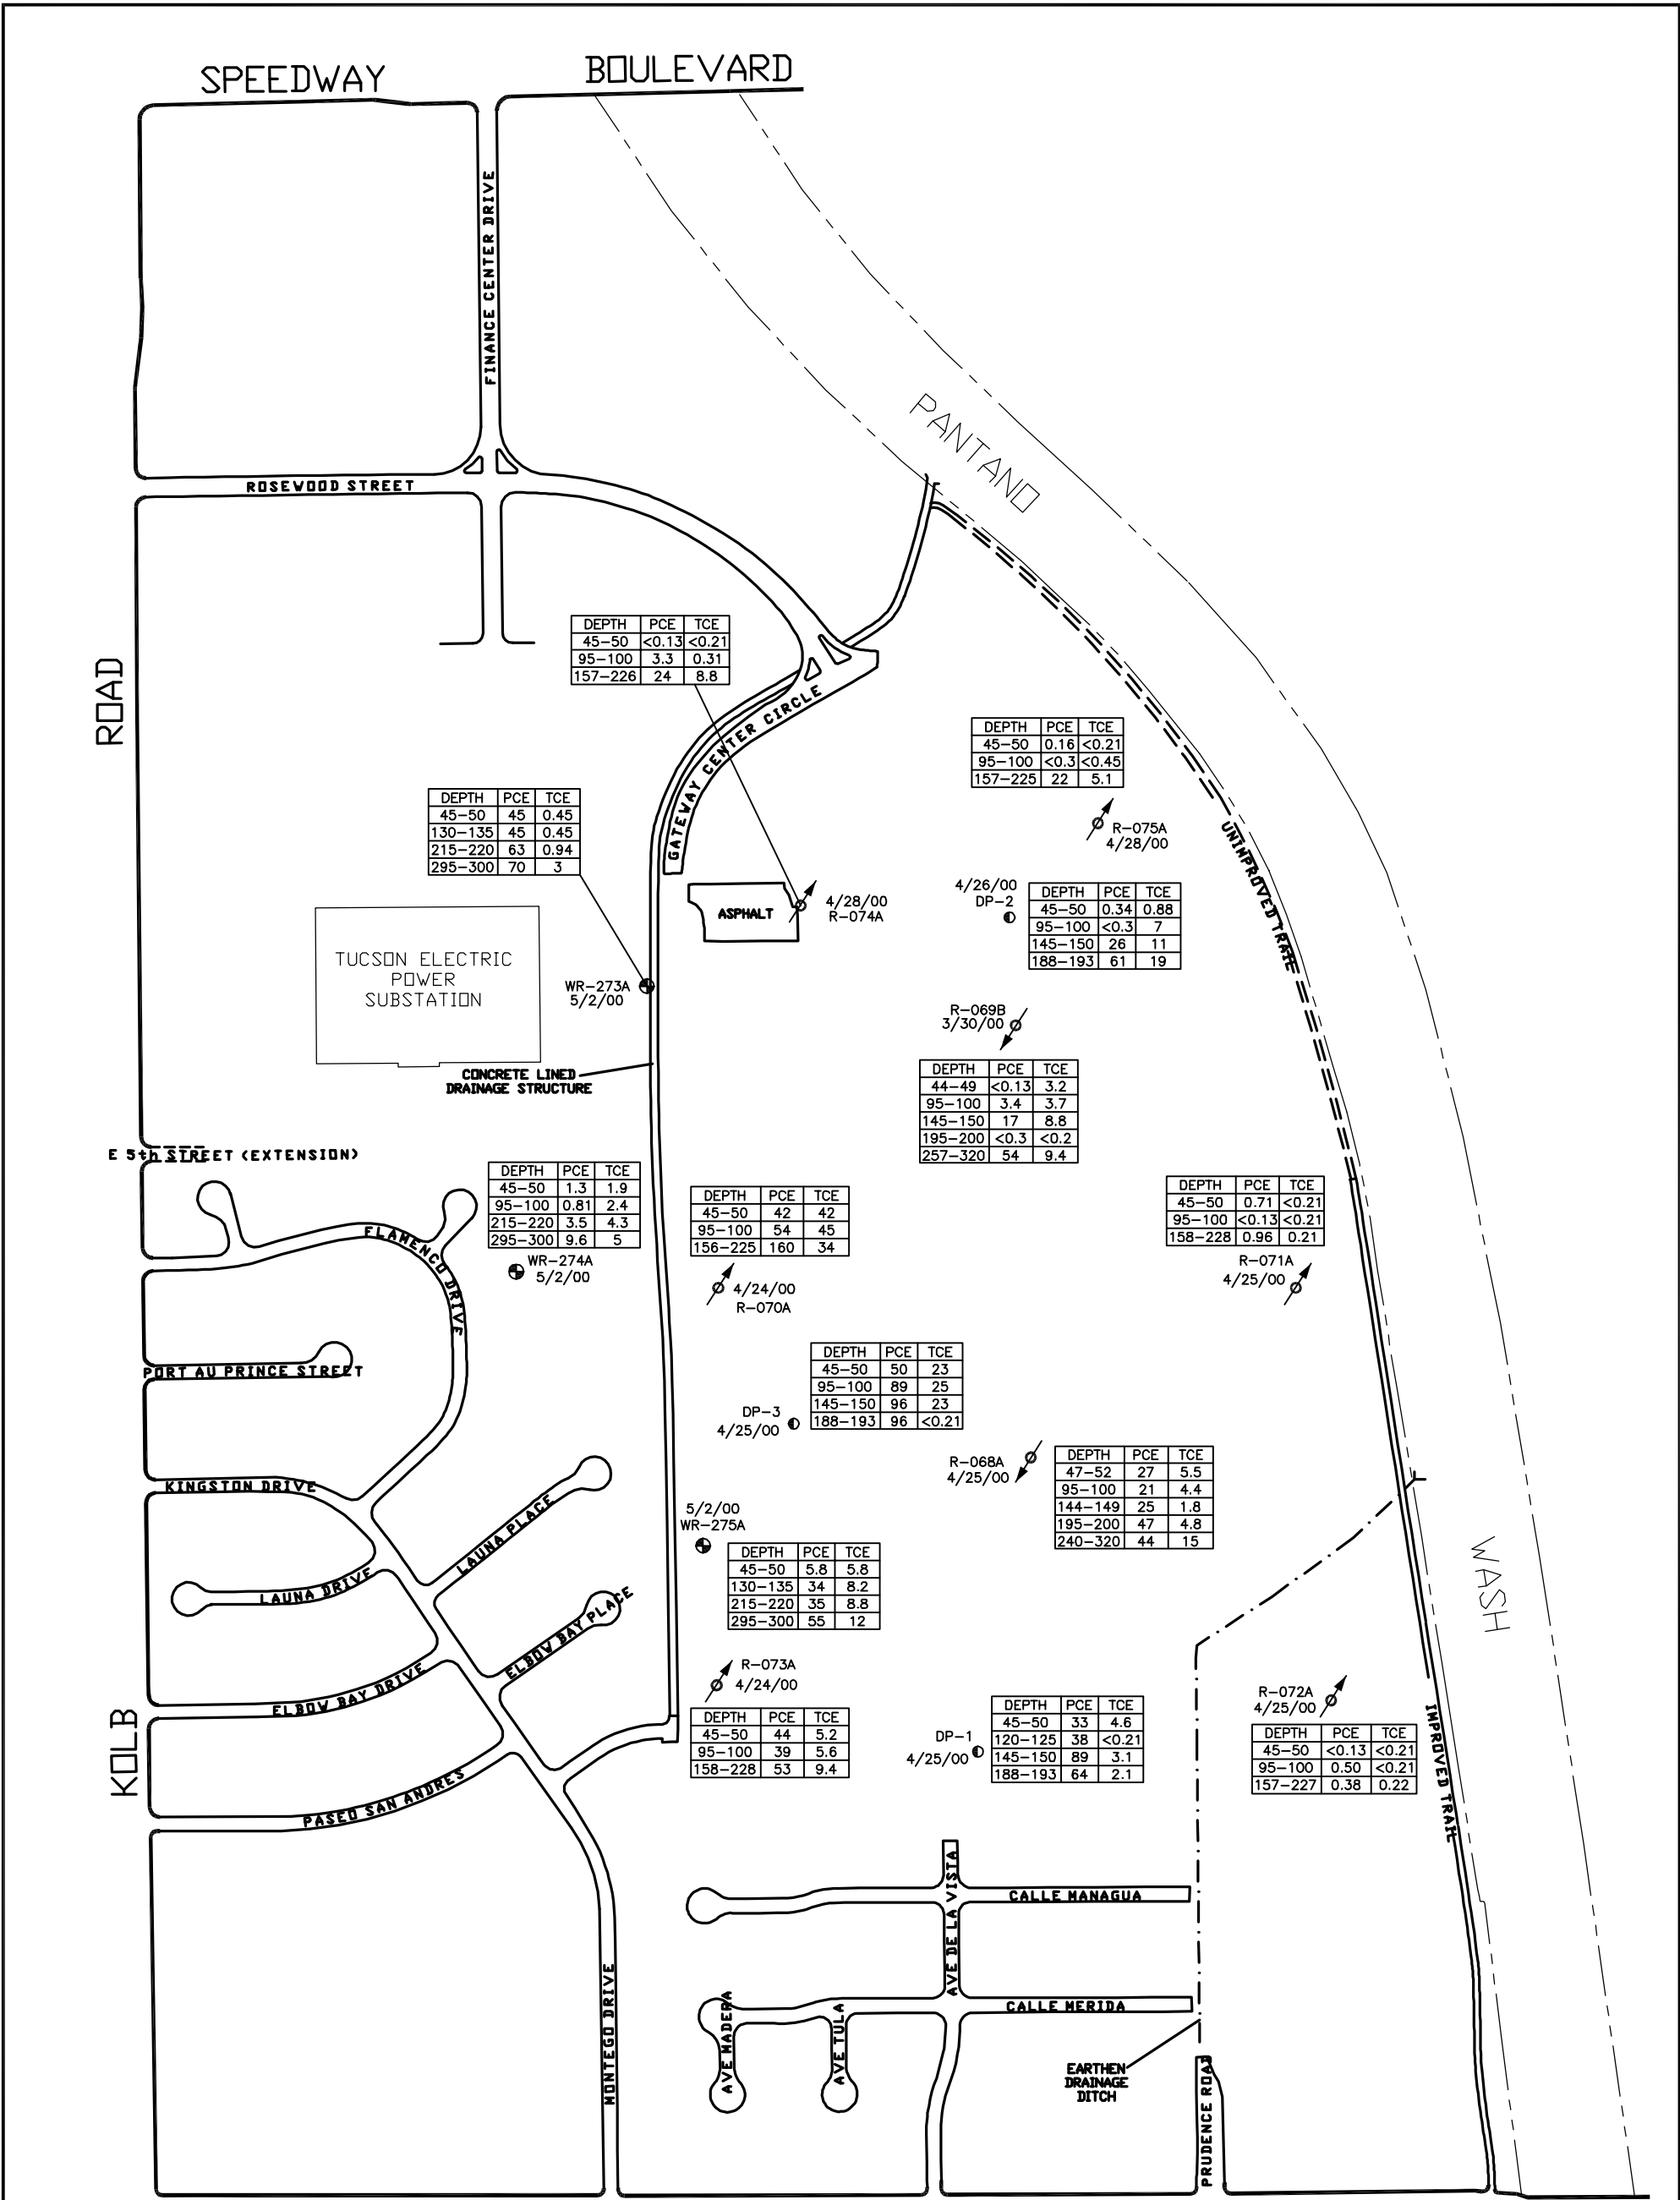 SPEEDWAY
BOULEVARD
FINANCE CENTER DRIVE
PANTANO
ROSEWOOD STREET
ROAD
DEPTH PCE TCE
45–50 <0.13 <0.21
95–100 3.3 0.31
157–226 24 8.8
GATEWAY CENTER CIRCLE
DEPTH PCE TCE
45–50 0.16 <0.21
95–100 <0.3 <0.45
157–225 22 5.1
R-075A
4/28/00
UNIMPROVED TRAIL
DEPTH PCE TCE
45–50 45 0.45
130–135 45 0.45
215–220 63 0.94
295–300 70 3
ASPHALT
4/28/00
R-074A
4/26/00
DP-2
DEPTH PCE TCE
45–50 0.34 0.88
95–100 <0.3 7
145–150 26 11
188–193 61 19
TUCSON ELECTRIC
POWER
SUBSTATION
WR-273A
5/2/00
R-069B
3/30/00
CONCRETE LINED
DRAINAGE STRUCTURE
DEPTH PCE TCE
44–49 <0.13 3.2
95–100 3.4 3.7
145–150 17 8.8
195–200 <0.3 <0.2
257–320 54 9.4
E 5th STREET (EXTENSION)
DEPTH PCE TCE
45–50 1.3 1.9
95–100 0.81 2.4
215–220 3.5 4.3
295–300 9.6 5
WR-274A
5/2/00
DEPTH PCE TCE
45–50 42 42
95–100 54 45
156–225 160 34
4/24/00
R-070A
DEPTH PCE TCE
45–50 0.71 <0.21
95–100 <0.13 <0.21
158–228 0.96 0.21
R-071A
4/25/00
FLAMENCO DRIVE
PORT AU PRINCE STREET
DEPTH PCE TCE
45–50 50 23
95–100 89 25
145–150 96 23
188–193 96 <0.21
DP-3
4/25/00
R-068A
4/25/00
DEPTH PCE TCE
47–52 27 5.5
95–100 21 4.4
144–149 25 1.8
195–200 47 4.8
240–320 44 15
KINGSTON DRIVE
LAUNA PLACE
5/2/00
WR-275A
DEPTH PCE TCE
45–50 5.8 5.8
130–135 34 8.2
215–220 35 8.8
295–300 55 12
WASH
LAUNA DRIVE
ELBOW BAY PLACE
ELBOW BAY DRIVE
R-073A
4/24/00
DEPTH PCE TCE
45–50 44 5.2
95–100 39 5.6
158–228 53 9.4
DP-1
4/25/00
DEPTH PCE TCE
45–50 33 4.6
120–125 38 <0.21
145–150 89 3.1
188–193 64 2.1
R-072A
4/25/00
DEPTH PCE TCE
45–50 <0.13 <0.21
95–100 0.50 <0.21
157–227 0.38 0.22
IMPROVED TRAIL
KOLB
PASEO SAN ANDRES
AVE DE LA VISTA
CALLE MANAGUA
MONTEGO DRIVE
AVE MADERA
AVE TULA
CALLE MERIDA
EARTHEN
DRAINAGE
DITCH
PRUDENCE ROAD